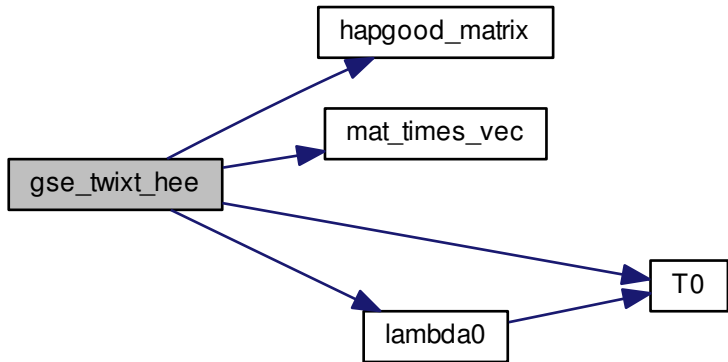 hapgood_matrix
mat_times_vec
gse_twixt_hee
T0
lambda0